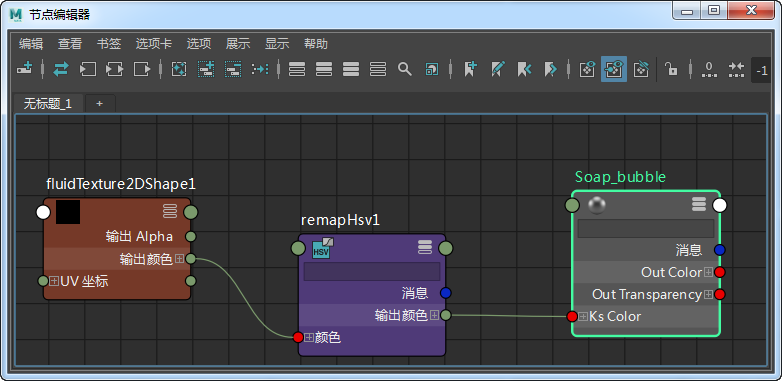 M 节点编辑器
编辑 查看 书签 选项卡 选项 展示 显示 帮助
0 -1
无标题_1 +
fluidTexture2DShape1
输出 Alpha
输出颜色
UV 坐标
remapHsv1
HSV
消息
输出颜色
颜色
Soap_bubble
消息
Out Color
Out Transparency
Ks Color